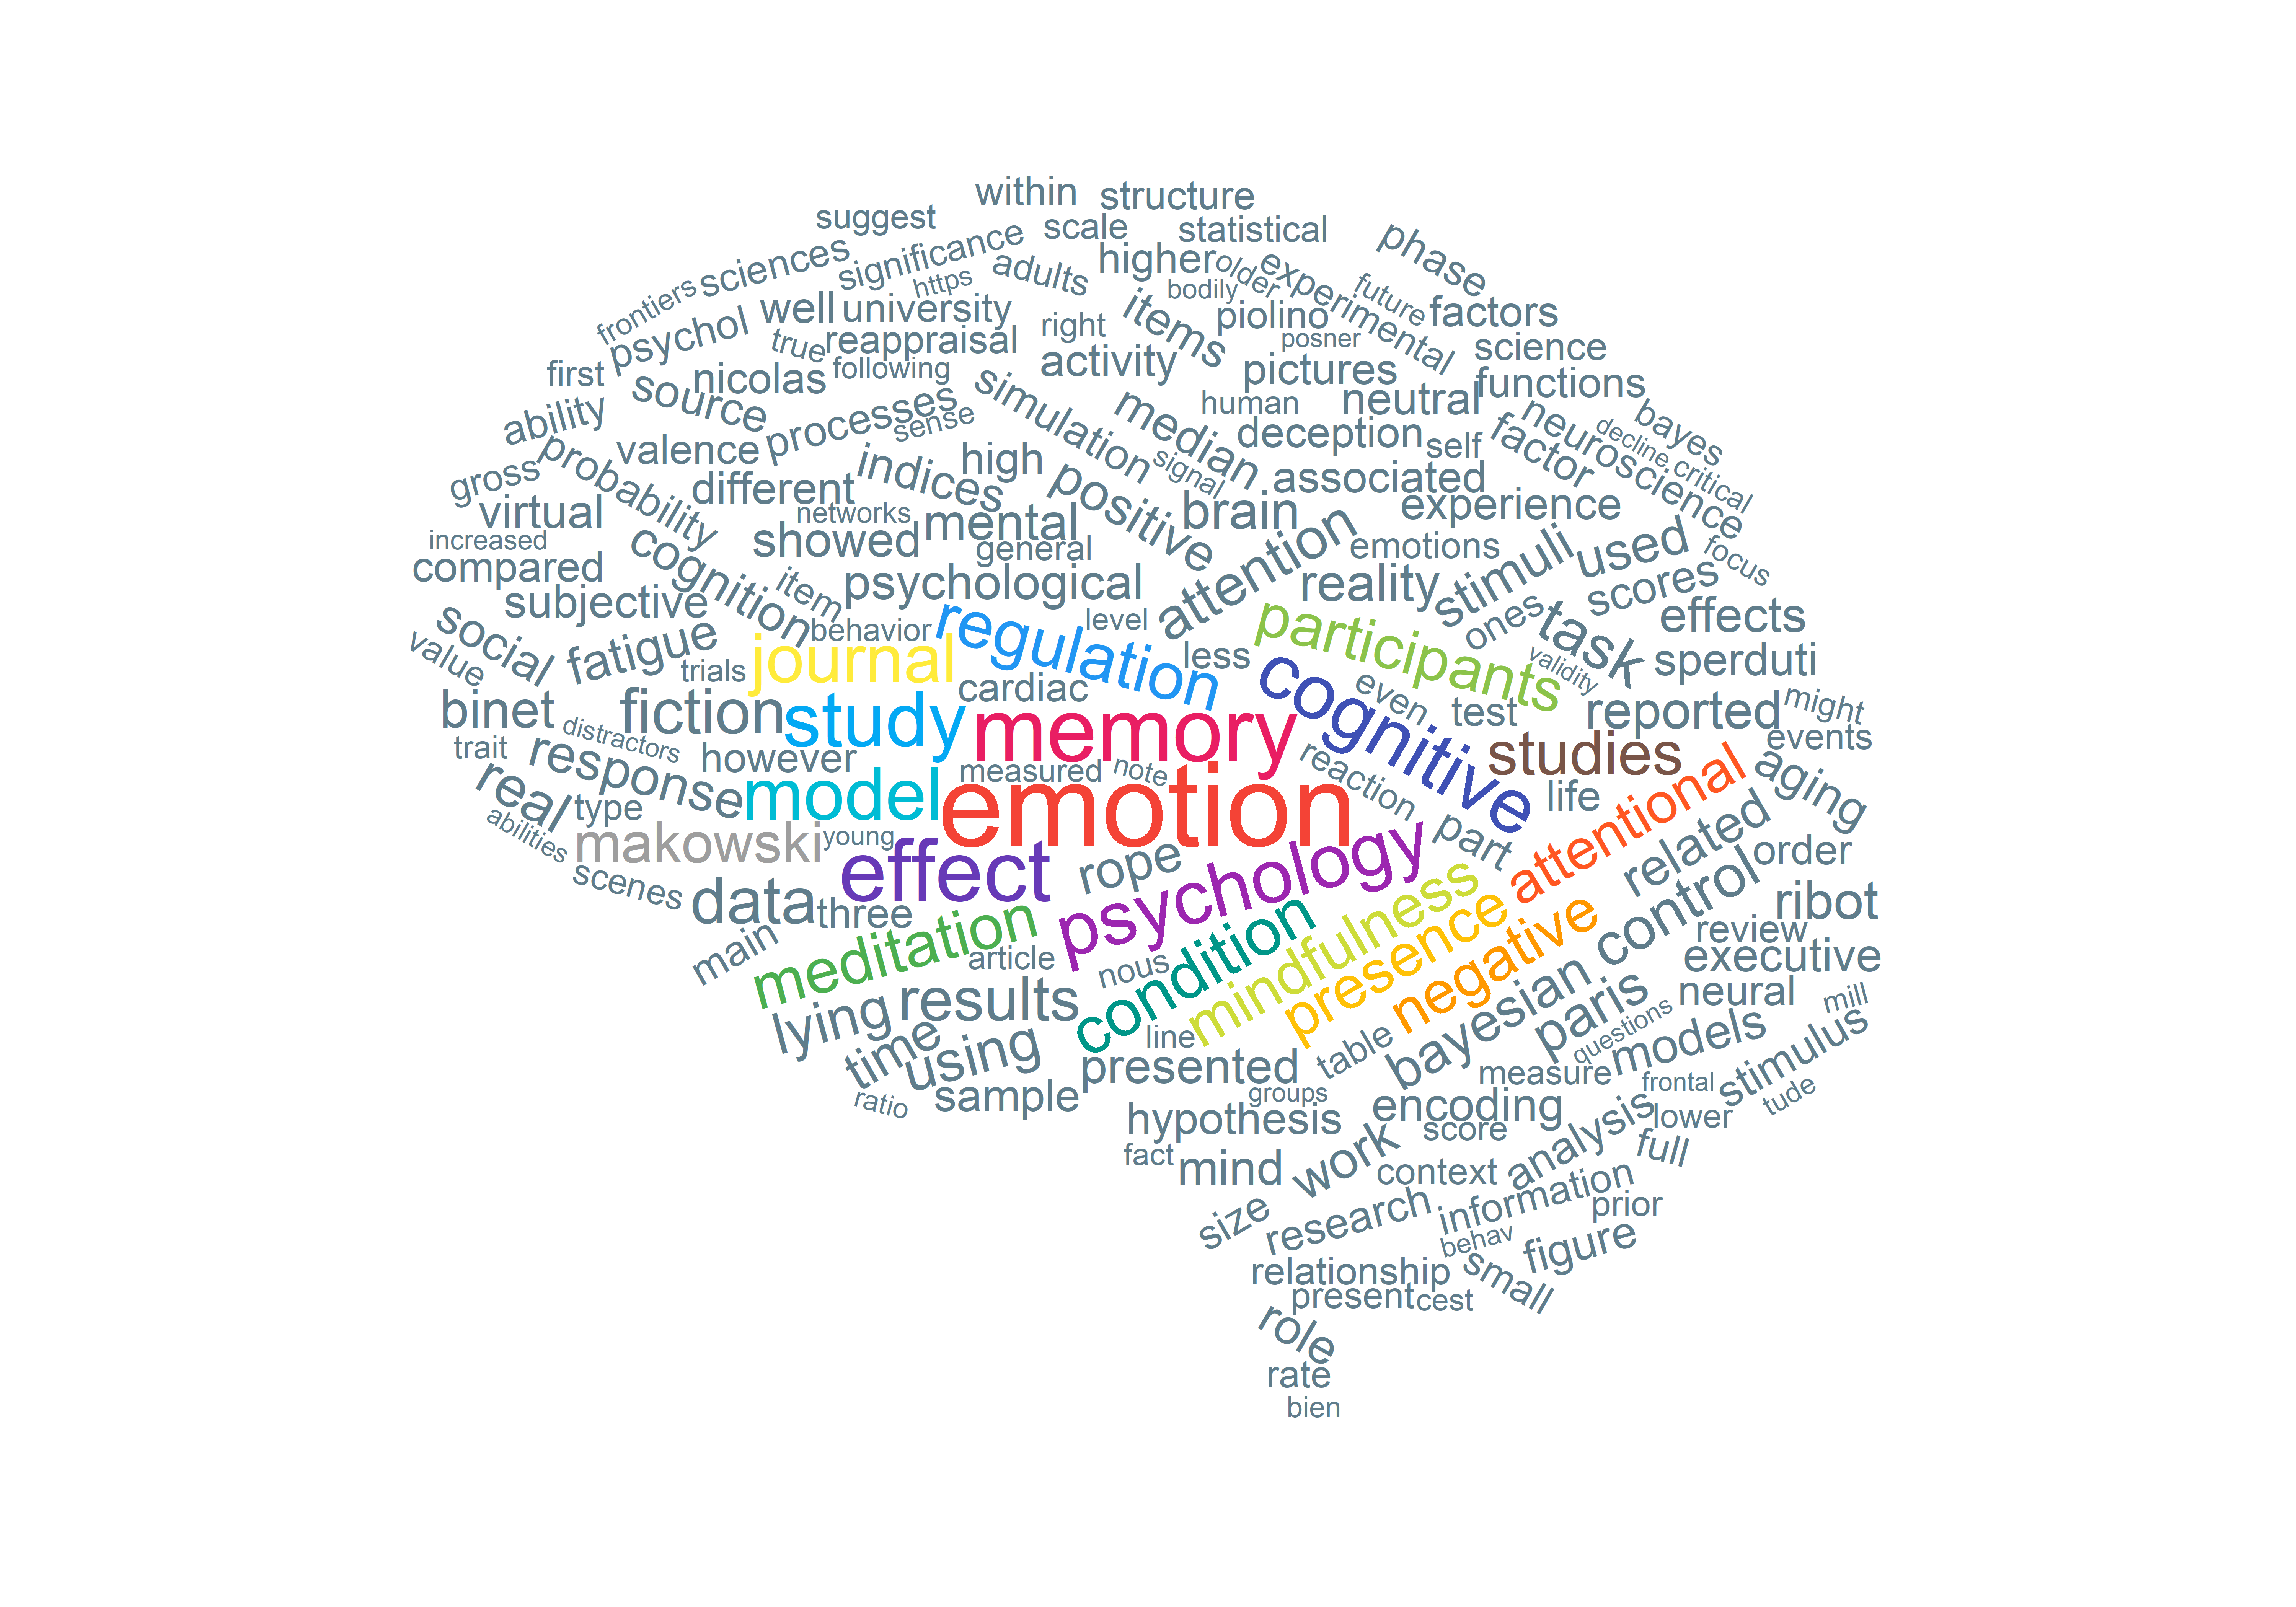 within
structure
suggest
scale
statistical
phase
sciences
significance
adults
higher
older
experimental
https
bodily
future
frontiers
well
university
items
piolino
factors
psychol
true
reappraisal
right
posner
science
first
nicolas
following
activity
pictures
functions
source
processes
simulation
human
neutral
bayes
ability
sense
median
deception
self
factor
neuroscience
decline
critical
valence
probability
indices
high
signal
associated
gross
different
positive
experience
virtual
networks
mental
brain
increased
showed
general
attention
emotions
stimuli
used
focus
compared
cognition
item
psychological
reality
scores
subjective
behavior
regulation
level
participants
ones
task
effects
social
fatigue
journal
less
cognitive
validity
sperduti
value
trials
cardiac
even
binet
fiction
study
memory
test
reported
might
distractors
events
trait
response
however
measured
note
reaction
studies
real
type
model
emotion
life
attentional
aging
abilities
makowski
young
part
related
order
scenes
effect
rope
psychology
data
three
mindfulness
control
ribot
main
meditation
article
nous
condition
presence
negative
review
executive
lying
results
bayesian
paris
neural
mill
time
using
line
table
questions
models
stimulus
presented
measure
frontal
tude
ratio
sample
groups
encoding
hypothesis
score
analysis
lower
full
fact
mind
work
context
information
size
research
prior
behav
figure
relationship
small
present
cest
role
rate
bien